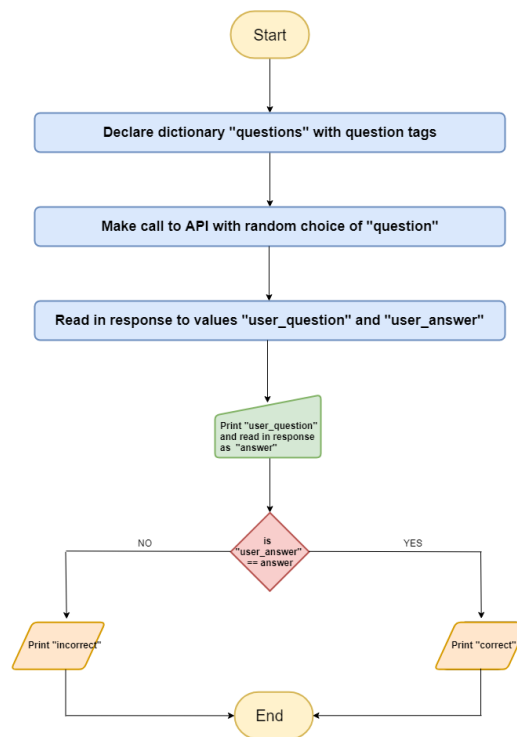 Start
Declare dictionary "questions" with question tags
Make call to API with random choice of "question"
Read in response to values "user_question" and "user_answer"
Print "user_question"
and read in response
as "answer"
is
"user_answer"
== answer
NO
YES
Print "incorrect"
Print "correct"
End